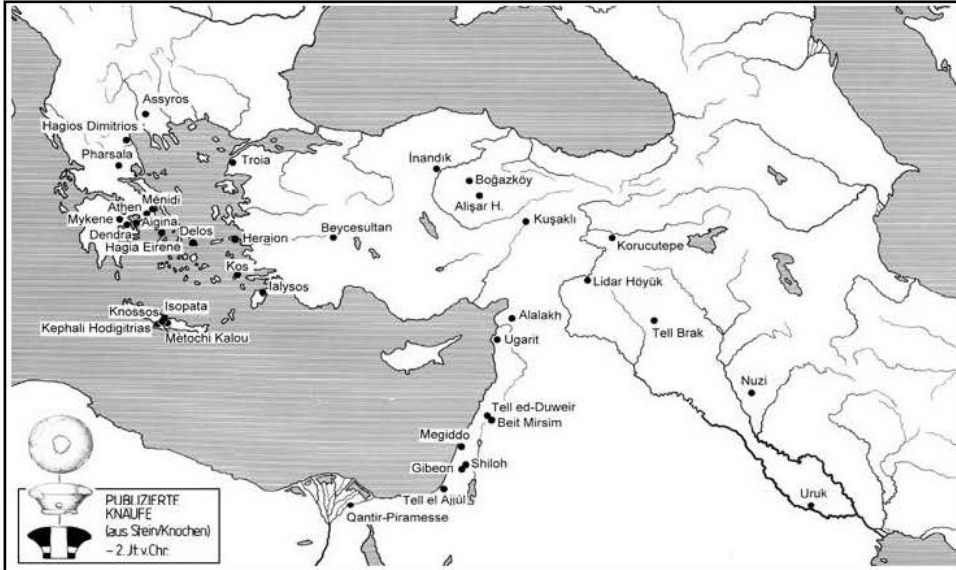 Assyros
Hagios Dimitrios
Pharsala
Troia
İnandık
Boğazköy
Alişar H.
Menidi
Athen
Mykene
Aigina
Dendra
Delos
Hagia Eirene
Heraion
Beycesultan
Kuşaklı
Korucutepe
Kos
Ialysos
Lidar Höyük
Isopata
Knossos
Kephali Hodigitrias
Metochi Kalou
Alalakh
Ugarit
Tell Brak
Nuzi
Tell ed-Duweir
Beit Mirsim
Megiddo
Shiloh
Gibeon
Tell el Ajjul
Qantir-Piramesse
Uruk
PUBLIZIERTE
KNÄUFE
(aus Stein/Knochen)
– 2. Jt. v. Chr.